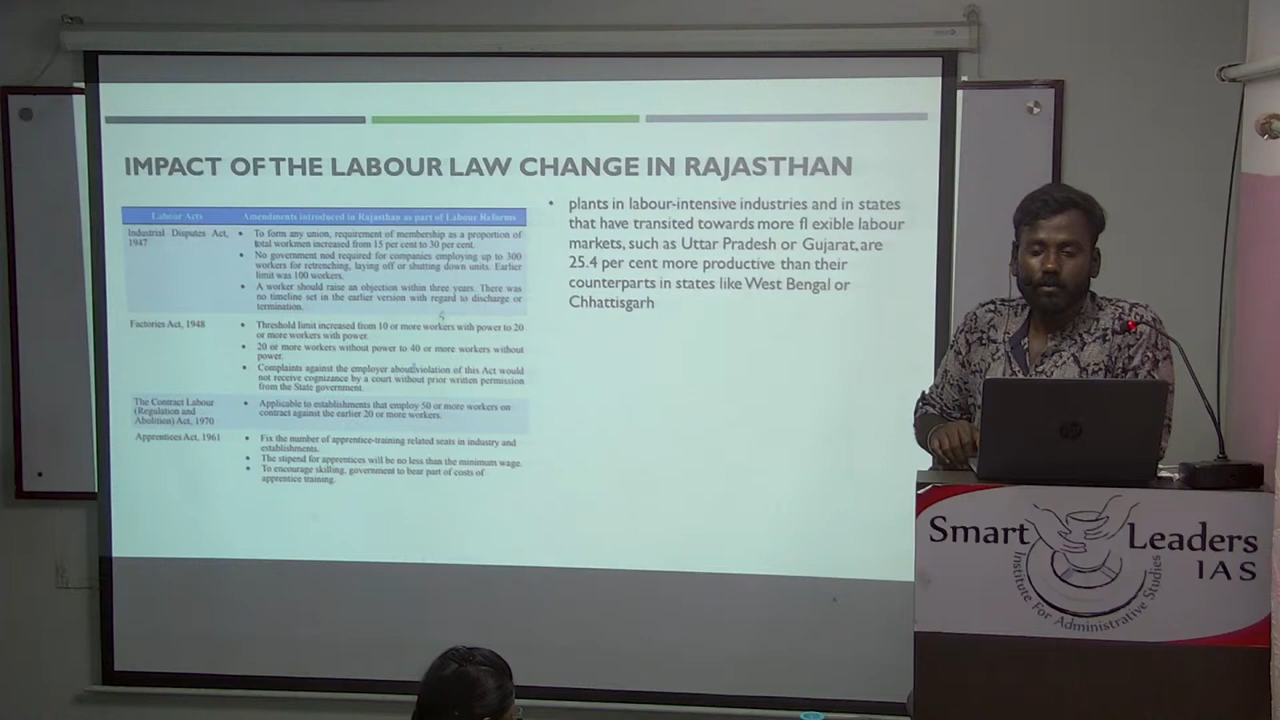 IMPACT OF THE LABOUR LAW CHANGE IN RAJASTHAN
Labour Acts
Amendments introduced in Rajasthan as part of Labour Reforms
Industrial Disputes Act,
1947
• To form any union, requirement of membership as a proportion of
total workmen increased from 15 per cent to 30 per cent.
• No government nod required for companies employing up to 300
workers for retrenching, laying off or shutting down units. Earlier
limit was 100 workers.
• A worker should raise an objection within three years. There was
no timeline set in the earlier version with regard to discharge or
termination.
Factories Act, 1948
• Threshold limit increased from 10 or more workers with power to 20
or more workers with power.
• 20 or more workers without power to 40 or more workers without
power.
• Complaints against the employer about violation of this Act would
not receive cognizance by a court without prior written permission
from the State government.
The Contract Labour
(Regulation and
Abolition) Act, 1970
• Applicable to establishments that employ 50 or more workers on
contract against the earlier 20 or more workers.
Apprentices Act, 1961
• Fix the number of apprentice-training related seats in industry and
establishments.
• The stipend for apprentices will be no less than the minimum wage.
• To encourage skilling, government to bear part of costs of
apprentice training.
• plants in labour-intensive industries and in states
that have transited towards more fl exible labour
markets, such as Uttar Pradesh or Gujarat, are
25.4 per cent more productive than their
counterparts in states like West Bengal or
Chhattisgarh
hp
Smart Leaders
IAS
Institute For Administrative Studies